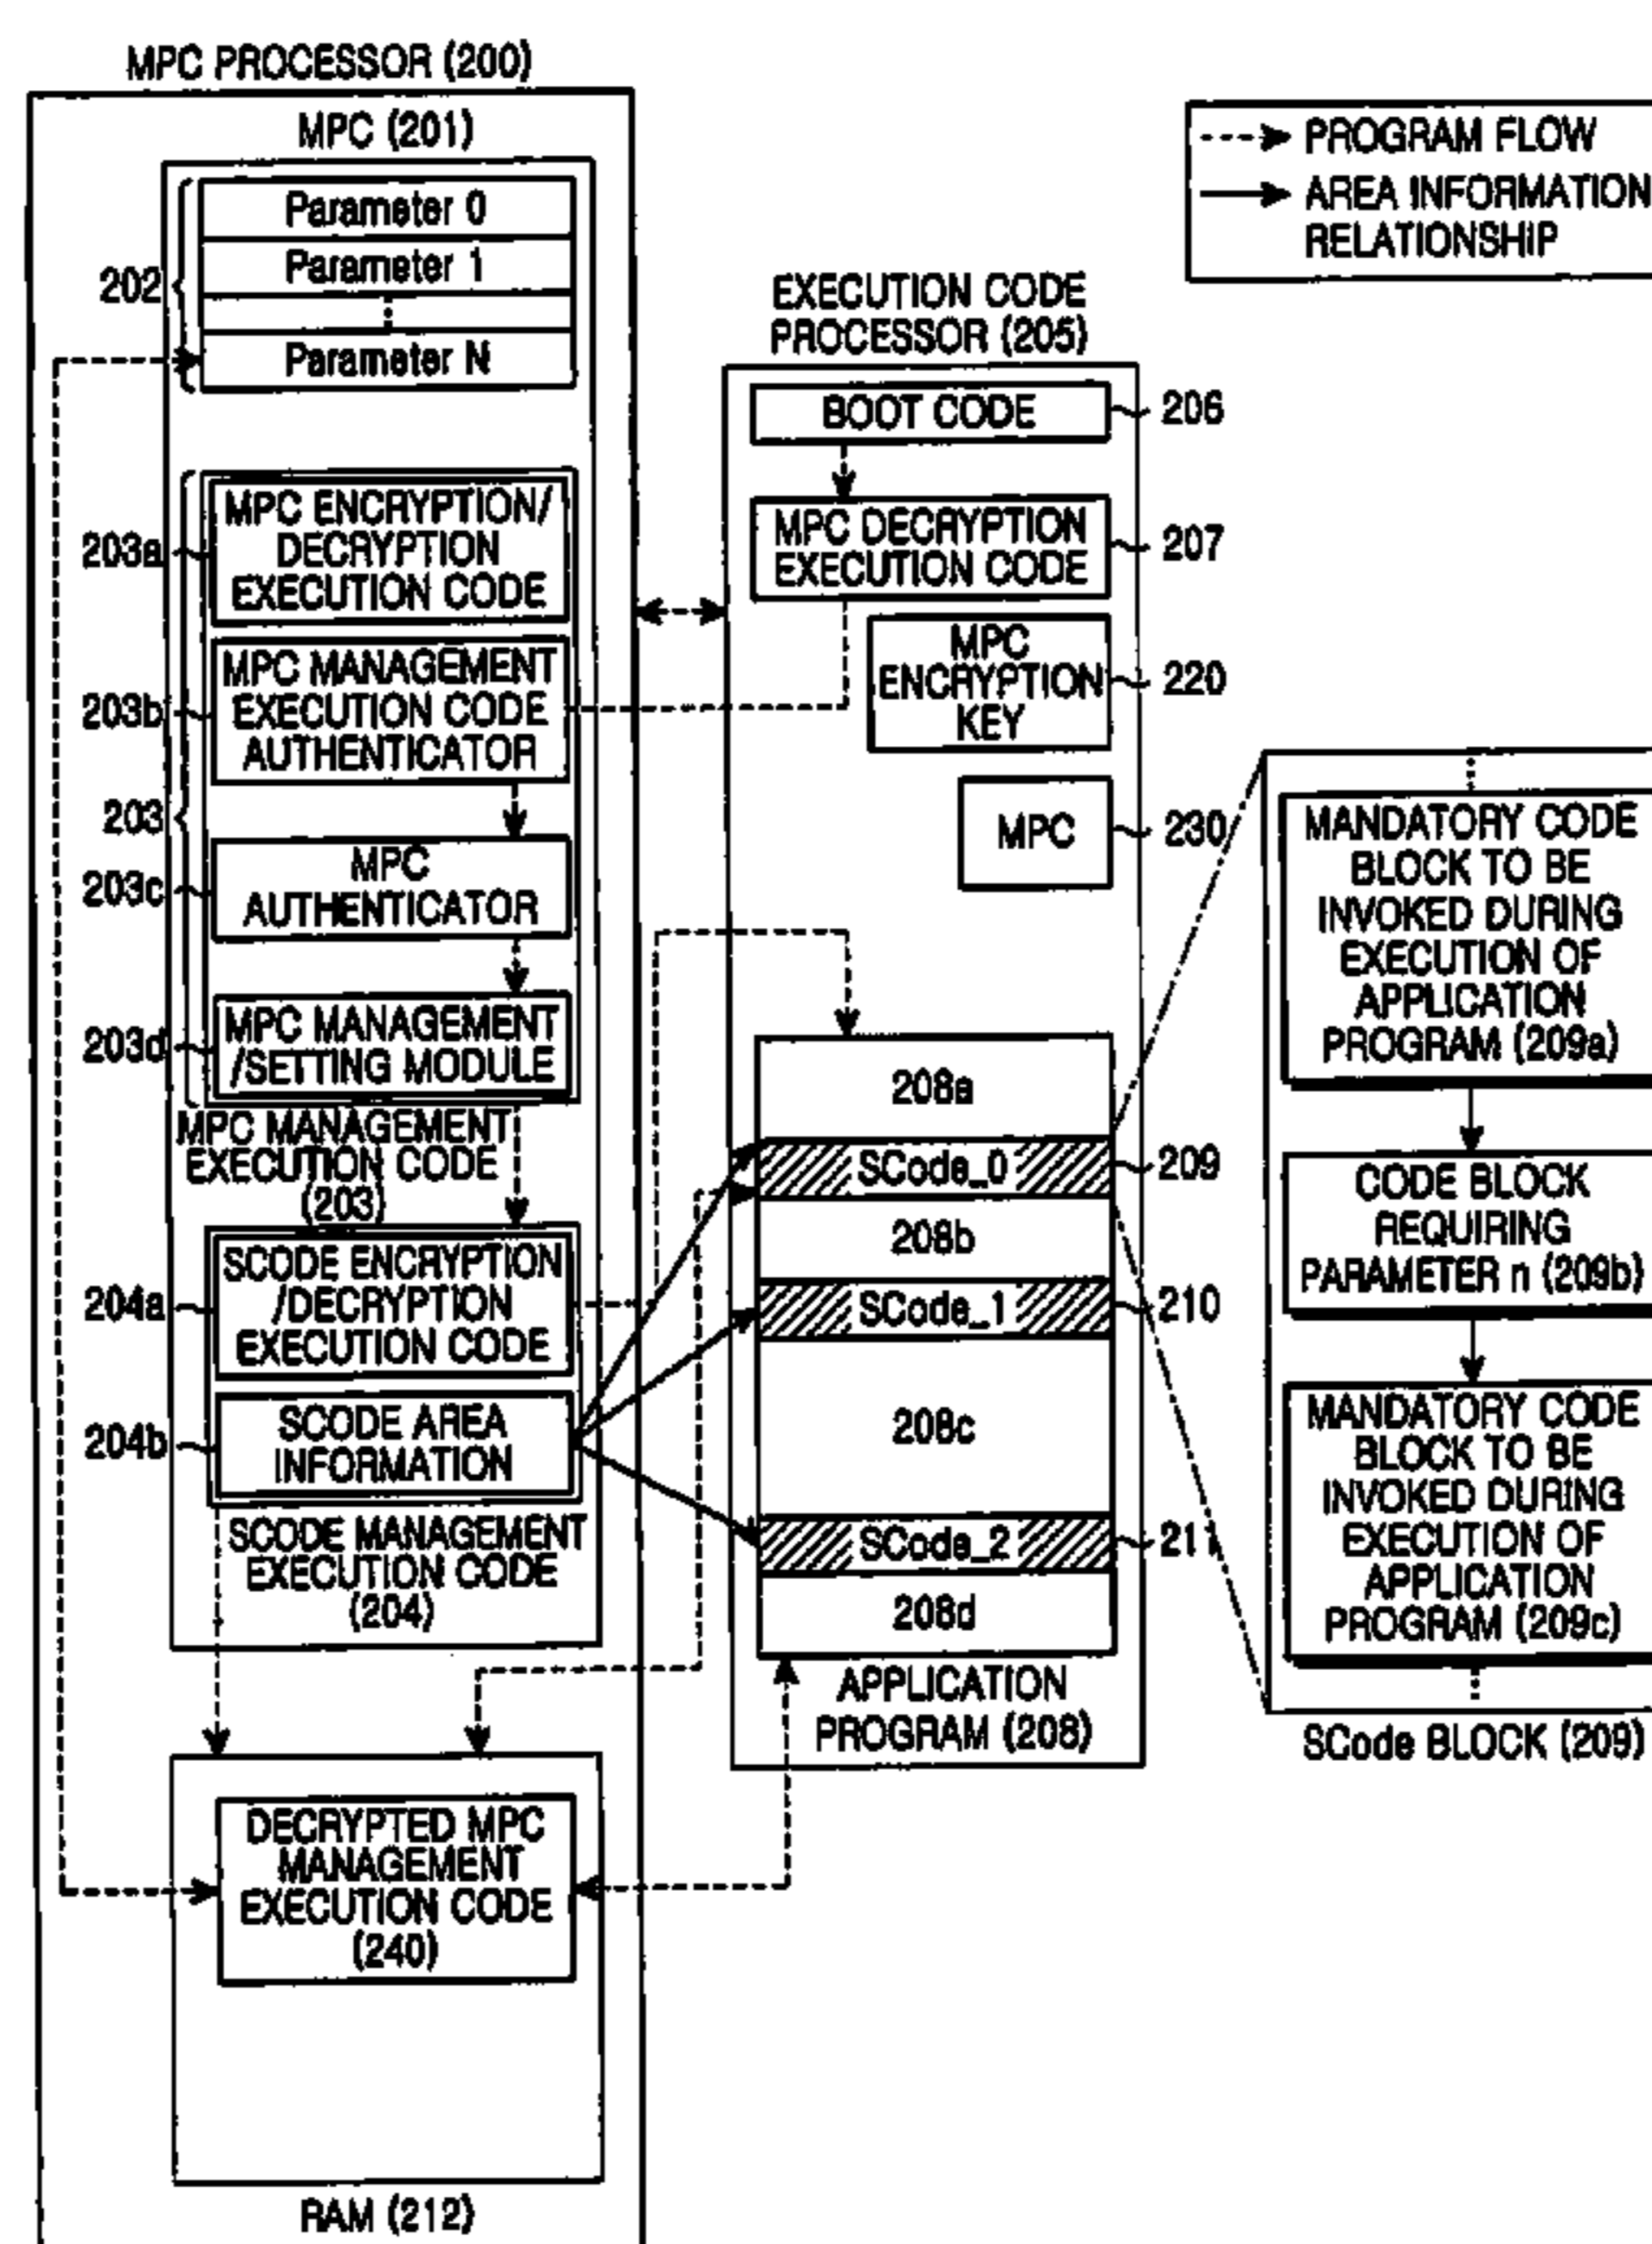 MPC PROCESSOR (200)
MPC (201)
Parameter 0
Parameter 1
Parameter N
202
203a
MPC ENCRYPTION/
DECRYPTION
EXECUTION CODE
203b
MPC MANAGEMENT
EXECUTION CODE
AUTHENTICATOR
203
203c
MPC
AUTHENTICATOR
203d
MPC MANAGEMENT
/SETTING MODULE
MPC MANAGEMENT
EXECUTION CODE
(203)
204a
SCODE ENCRYPTION
/DECRYPTION
EXECUTION CODE
204b
SCODE AREA
INFORMATION
SCODE MANAGEMENT
EXECUTION CODE
(204)
DECRYPTED MPC
MANAGEMENT
EXECUTION CODE
(240)
RAM (212)
EXECUTION CODE
PROCESSOR (205)
BOOT CODE
206
MPC DECRYPTION
EXECUTION CODE
207
MPC
ENCRYPTION
KEY
220
MPC
230
208a
SCode_0
209
208b
SCode_1
210
208c
SCode_2
211
208d
APPLICATION
PROGRAM (208)
PROGRAM FLOW
AREA INFORMATION
RELATIONSHIP
MANDATORY CODE
BLOCK TO BE
INVOKED DURING
EXECUTION OF
APPLICATION
PROGRAM (209a)
CODE BLOCK
REQUIRING
PARAMETER n (209b)
MANDATORY CODE
BLOCK TO BE
INVOKED DURING
EXECUTION OF
APPLICATION
PROGRAM (209c)
SCode BLOCK (209)